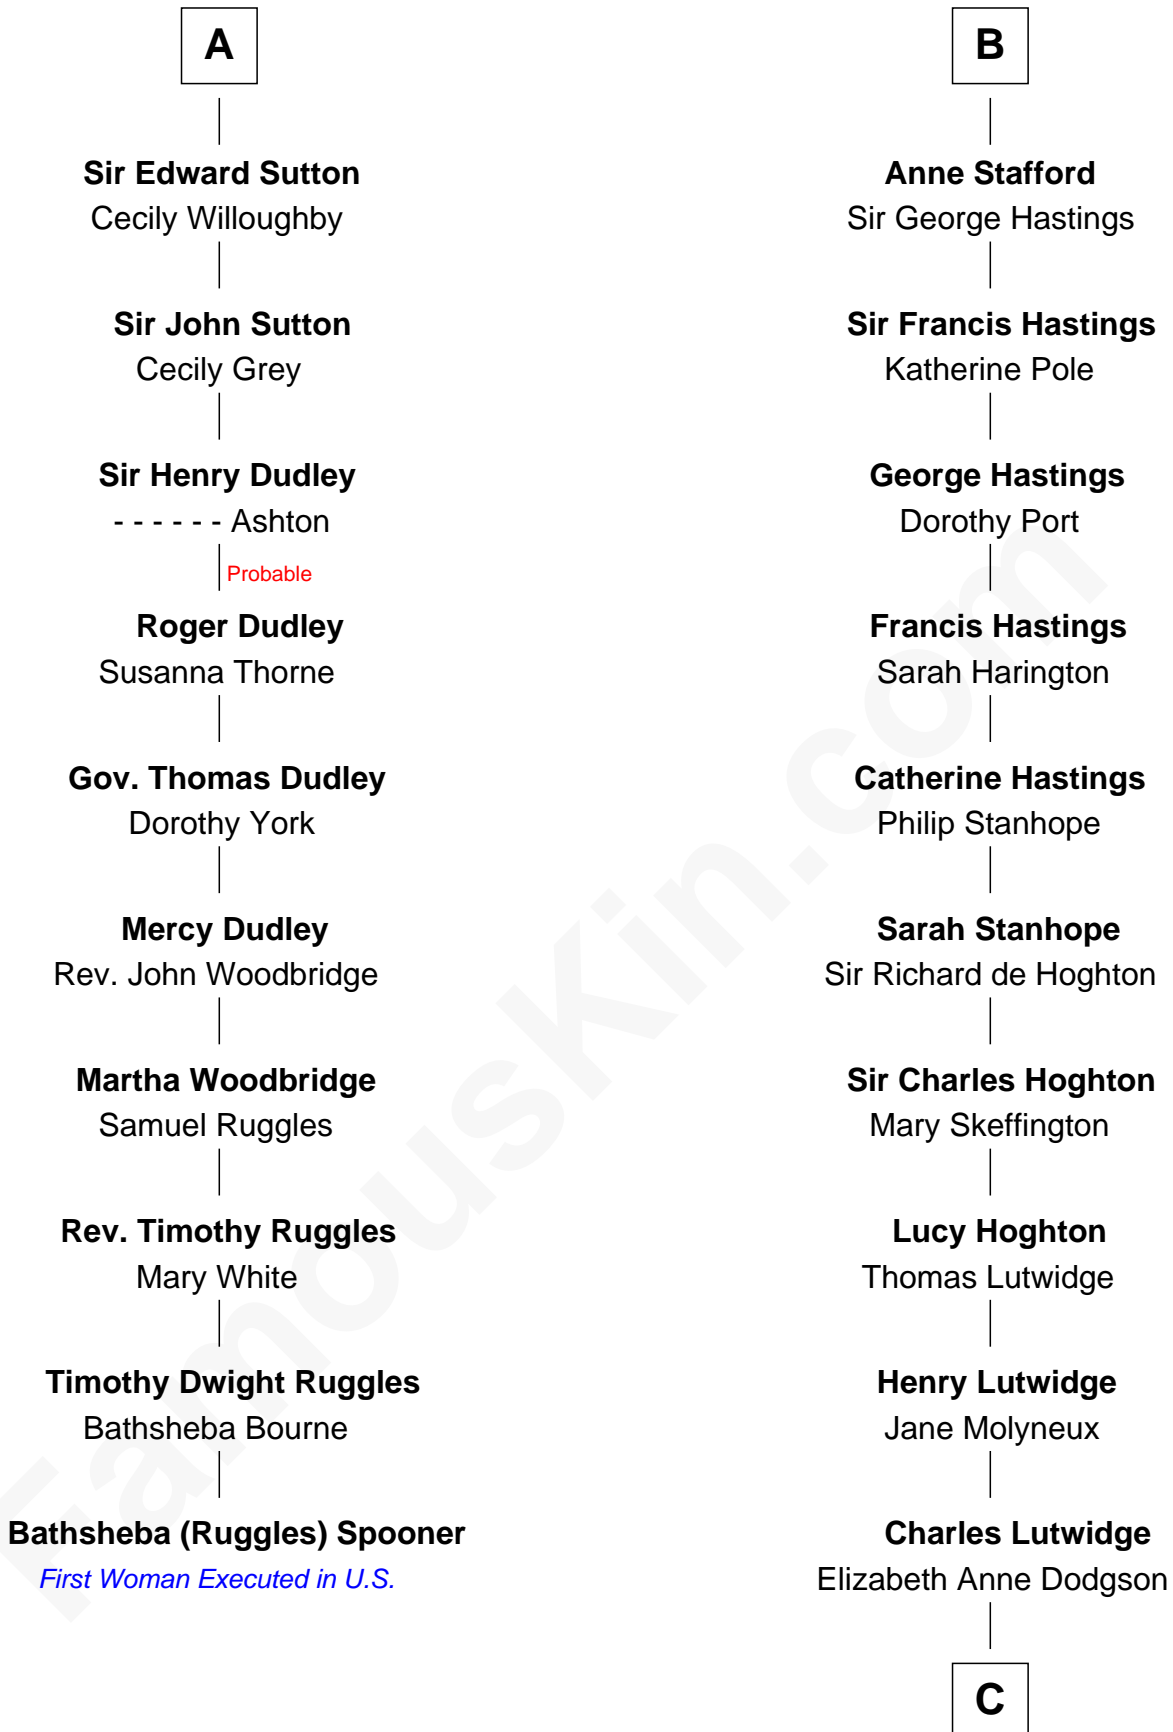 A
Sir Edward Sutton
Cecily Willoughby
Sir John Sutton
Cecily Grey
Sir Henry Dudley
- - - - - - Ashton
Probable
Roger Dudley
Susanna Thorne
Gov. Thomas Dudley
Dorothy York
Mercy Dudley
Rev. John Woodbridge
Martha Woodbridge
Samuel Ruggles
Rev. Timothy Ruggles
Mary White
Timothy Dwight Ruggles
Bathsheba Bourne
Bathsheba (Ruggles) Spooner
First Woman Executed in U.S.
B
Anne Stafford
Sir George Hastings
Sir Francis Hastings
Katherine Pole
George Hastings
Dorothy Port
Francis Hastings
Sarah Harington
Catherine Hastings
Philip Stanhope
Sarah Stanhope
Sir Richard de Hoghton
Sir Charles Hoghton
Mary Skeffington
Lucy Hoghton
Thomas Lutwidge
Henry Lutwidge
Jane Molyneux
Charles Lutwidge
Elizabeth Anne Dodgson
C
FamousKin.com